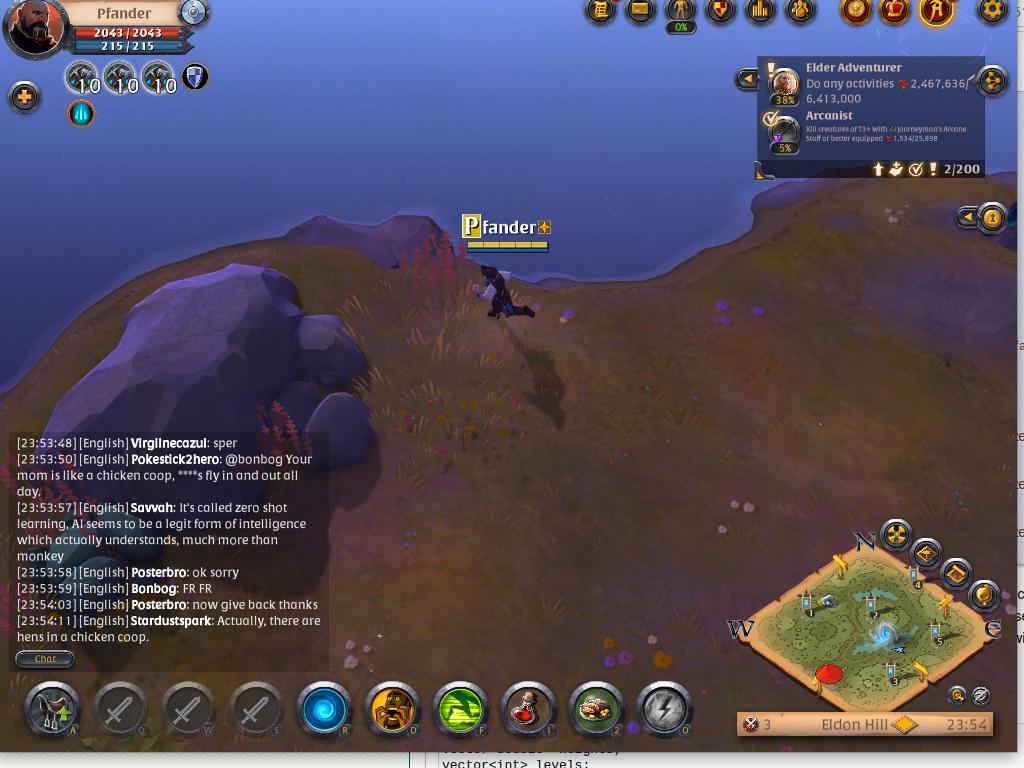 Pfander
2043 / 2043
215 / 215
10 10 10
0%
Elder Adventurer
Do any activities 2,467,636/
6,413,000
38%
Arcanist
Kill creatures of T3+ with Journeyman's Arcane
Staff or better equipped 1,534/25,898
5%
2/200
Pfander
[23:53:48] [English] Virgilnecazul: sper
[23:53:50] [English] Pokestick2hero: @bonbog Your
mom is like a chicken coop, ****s fly in and out all
day.
[23:53:57] [English] Savvah: It's called zero shot
learning, AI seems to be a legit form of intelligence
which actually understands, much more than
monkey
[23:53:58] [English] Posterbro: ok sorry
[23:53:59] [English] Bonbog: FR FR
[23:54:03] [English] Posterbro: now give back thanks
[23:54:11] [English] Stardustspark: Actually, there are
hens in a chicken coop.
Chat
N
W
E
1
2
3
4
5
A
Q
W
E
R
D
F
1
2
O
3
Eldon Hill
23:54
vector<int> levels;